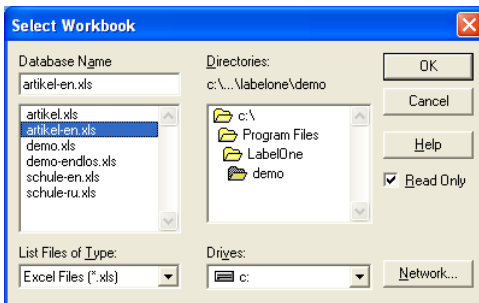 Select Workbook
Database Name
artikel-en.xls
artikel.xls
artikel-en.xls
demo.xls
demo-endlos.xls
schule-en.xls
schule-ru.xls
List Files of Type:
Excel Files (*.xls)
Directories:
c:\...\labelone\demo
c:\
Program Files
LabelOne
demo
Drives:
c:
OK
Cancel
Help
Read Only
Network...